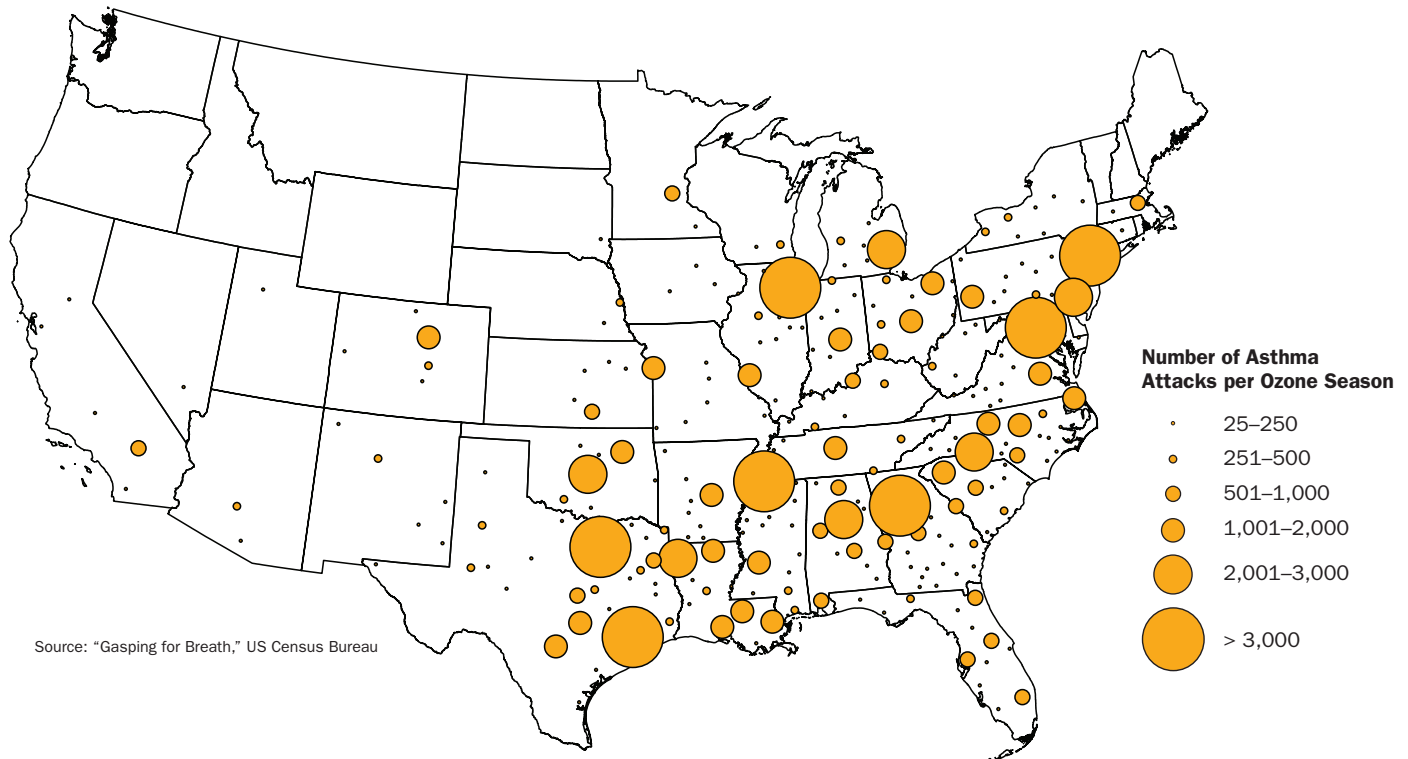 Number of Asthma
Attacks per Ozone Season
25–250
251–500
501–1,000
1,001–2,000
2,001–3,000
> 3,000
Source: “Gasping for Breath,” US Census Bureau